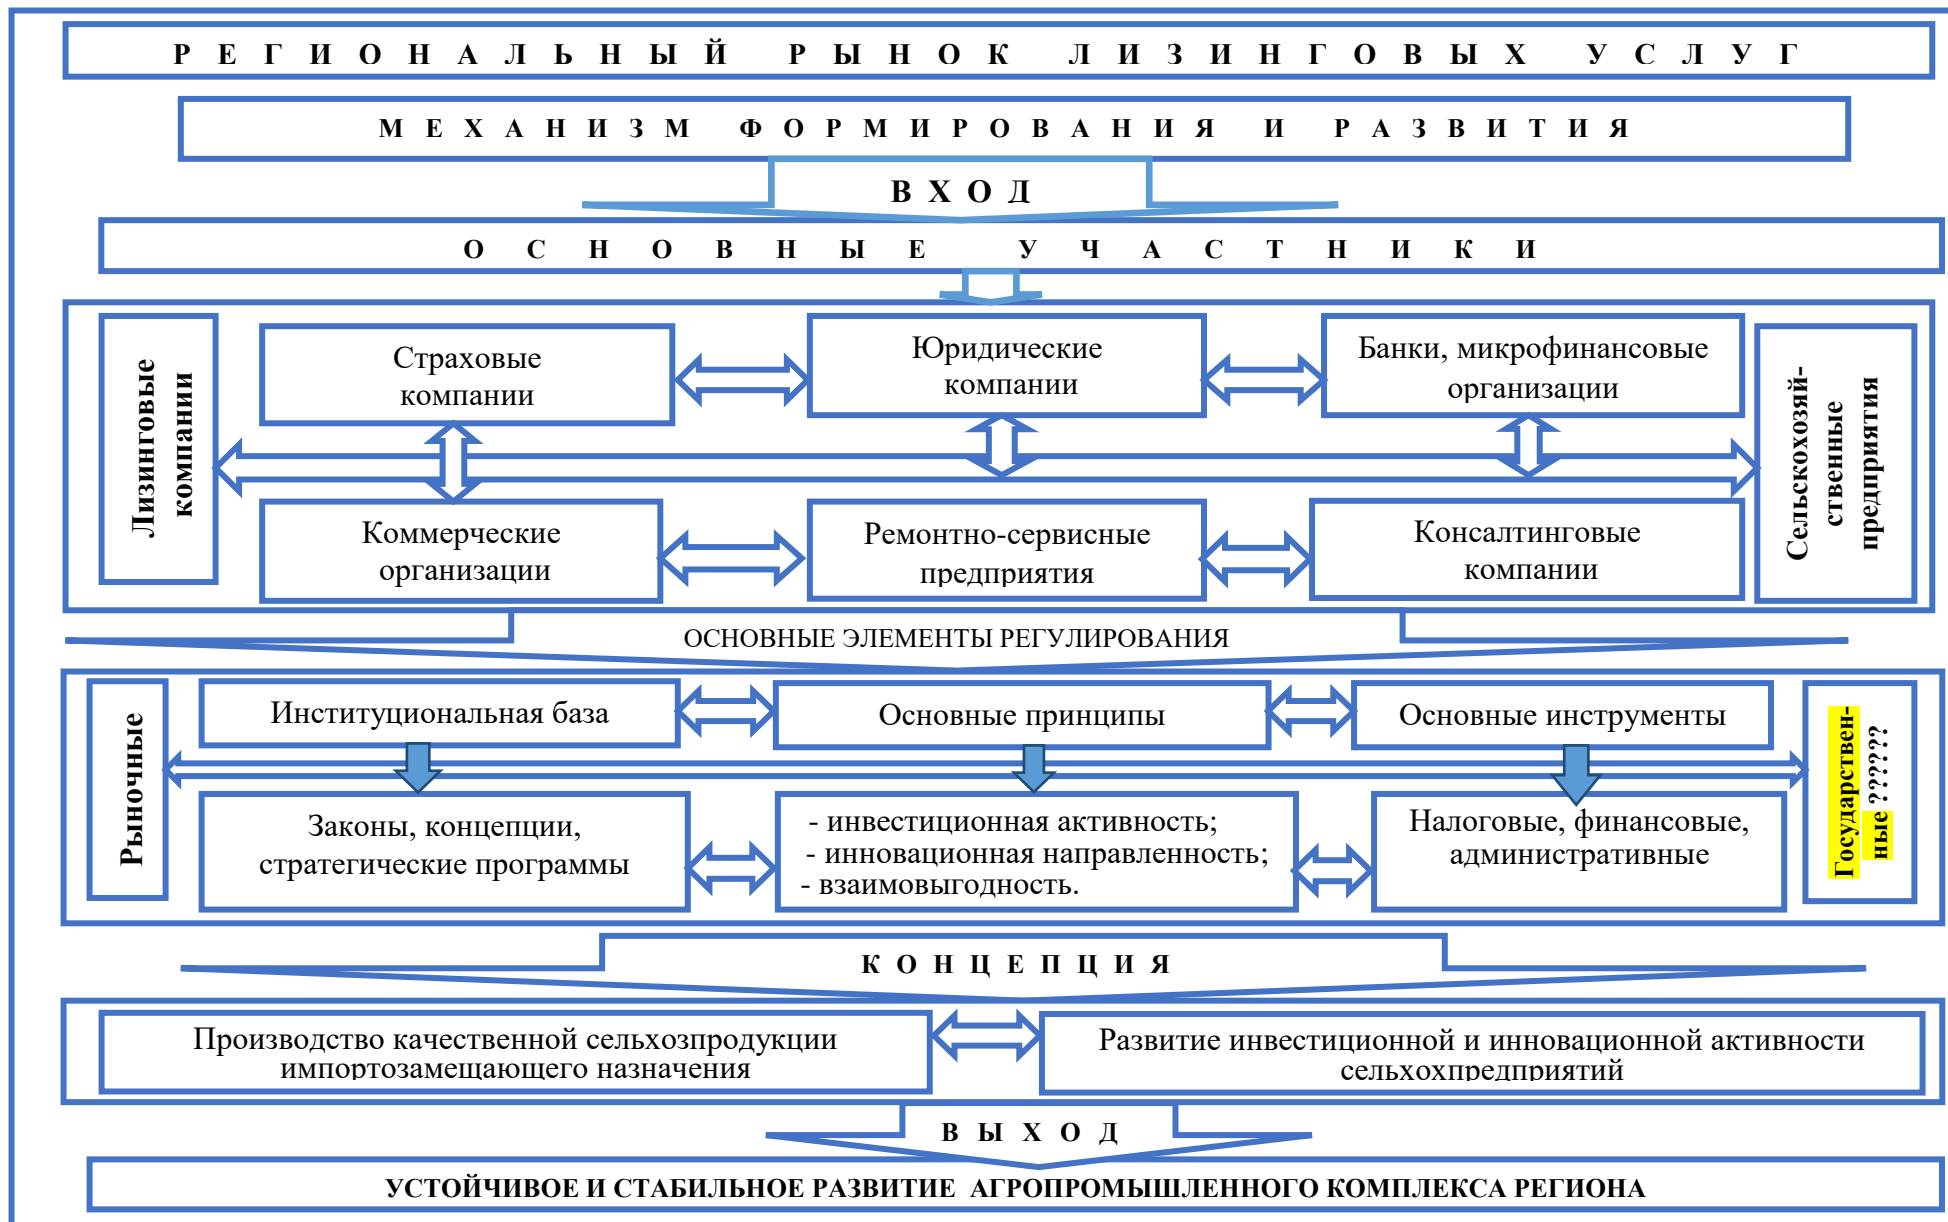 Р Е Г И О Н А Л Ь Н Ы Й Р Ы Н О К Л И З И Н Г О В Ы Х У С Л У Г
М Е Х А Н И З М Ф О Р М И Р О В А Н И Я И Р А З В И Т И Я
В Х О Д
О С Н О В Н Ы Е У Ч А С Т Н И К И
Лизинговые
компании
Страховые
компании
Юридические
компании
Банки, микрофинансовые
организации
Сельскохозяй-
ственные
предприятия
Коммерческие
организации
Ремонтно-сервисные
предприятия
Консалтинговые
компании
ОСНОВНЫЕ ЭЛЕМЕНТЫ РЕГУЛИРОВАНИЯ
Рыночные
Институциональная база
Основные принципы
Основные инструменты
Государствен-
ные ??????
Законы, концепции,
стратегические программы
- инвестиционная активность;
- инновационная направленность;
- взаимовыгодность.
Налоговые, финансовые,
административные
К О Н Ц Е П Ц И Я
Производство качественной сельхозпродукции
импортозамещающего назначения
Развитие инвестиционной и инновационной активности
сельхохпредприятий
В Ы Х О Д
УСТОЙЧИВОЕ И СТАБИЛЬНОЕ РАЗВИТИЕ АГРОПРОМЫШЛЕННОГО КОМПЛЕКСА РЕГИОНА